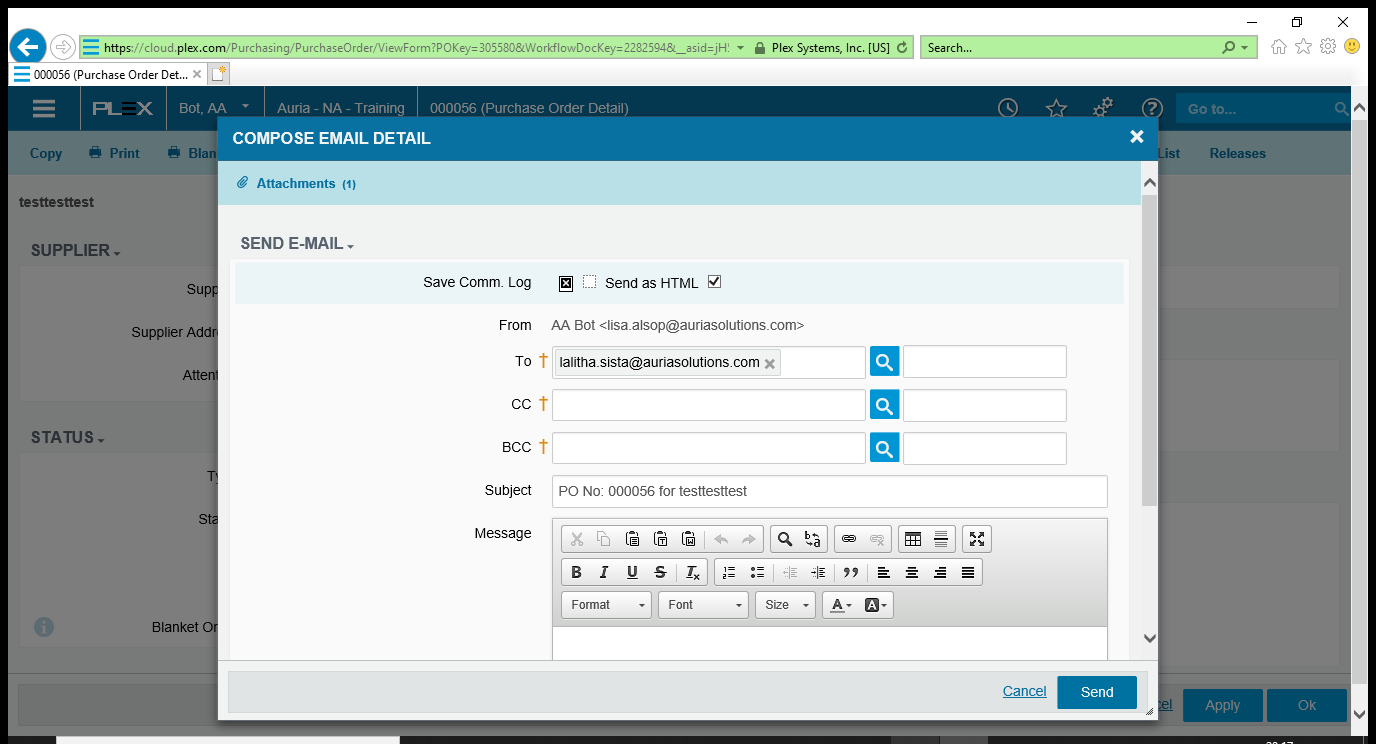 https://cloud.plex.com/Purchasing/PurchaseOrder/ViewForm?POKey=305580&WorkflowDocKey=2282594&__asid=jH! Plex Systems, Inc. [US] Search...
000056 (Purchase Order Det...
PLEX Bot, AA Auria - NA - Training 000056 (Purchase Order Detail) Go to...
COMPOSE EMAIL DETAIL
Copy Print Blan List Releases
Attachments (1)
testtesttest
SEND E-MAIL
SUPPLIER
Save Comm. Log Send as HTML
Supp
From AA Bot <lisa.alsop@auriasolutions.com>
Supplier Addr
To † lalitha.sista@auriasolutions.com
Attent
CC †
STATUS
BCC †
Ty
Subject PO No: 000056 for testtesttest
Sta
Message
B I U S Tx
Format Font Size A A
Blanket Or
Cancel Send
cel Apply Ok